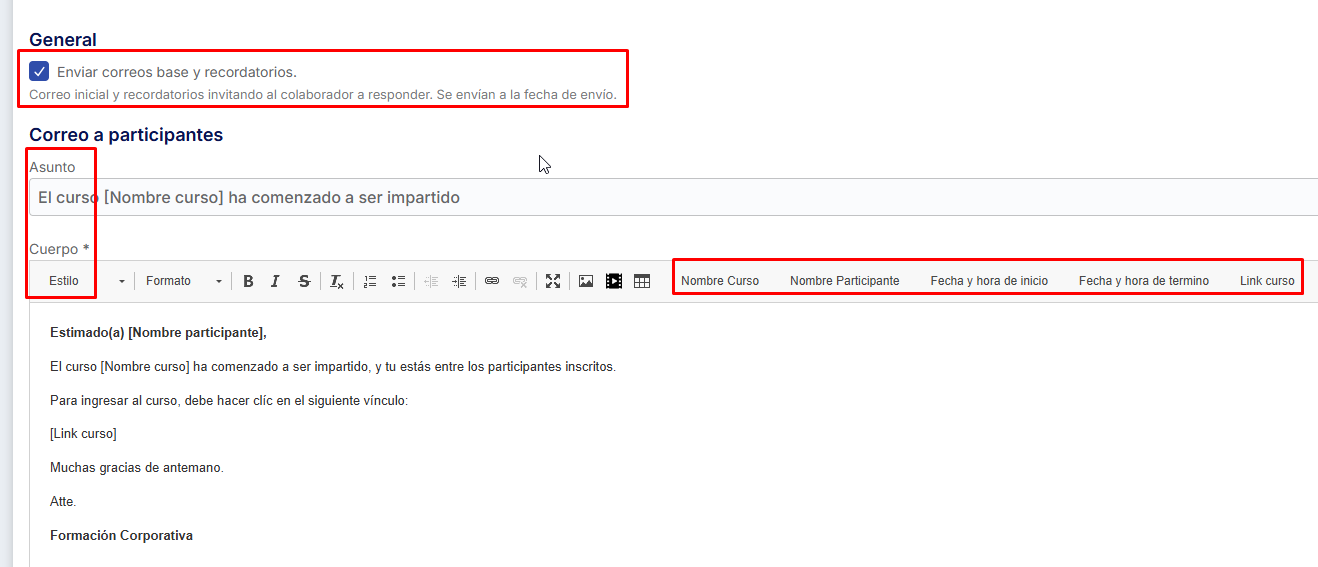 General
Enviar correos base y recordatorios.
Correo inicial y recordatorios invitando al colaborador a responder. Se envían a la fecha de envío.
Correo a participantes
Asunto
El curso [Nombre curso] ha comenzado a ser impartido
Cuerpo *
Estilo Formato B I S Nombre Curso Nombre Participante Fecha y hora de inicio Fecha y hora de termino Link curso
Estimado(a) [Nombre participante],
El curso [Nombre curso] ha comenzado a ser impartido, y tu estás entre los participantes inscritos.
Para ingresar al curso, debe hacer clíc en el siguiente vínculo:
[Link curso]
Muchas gracias de antemano.
Atte.
Formación Corporativa